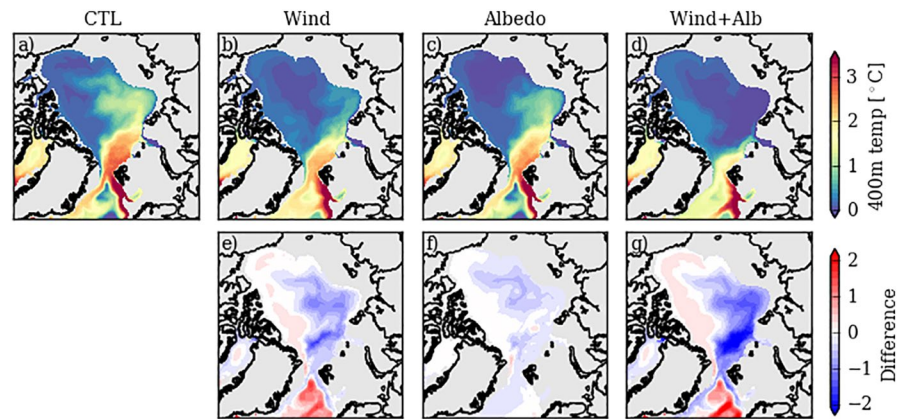 CTL
Wind
Albedo
Wind+Alb
a)
b)
c)
d)
3
2
1
0
400m temp [°C]
e)
f)
g)
2
1
0
−1
−2
Difference